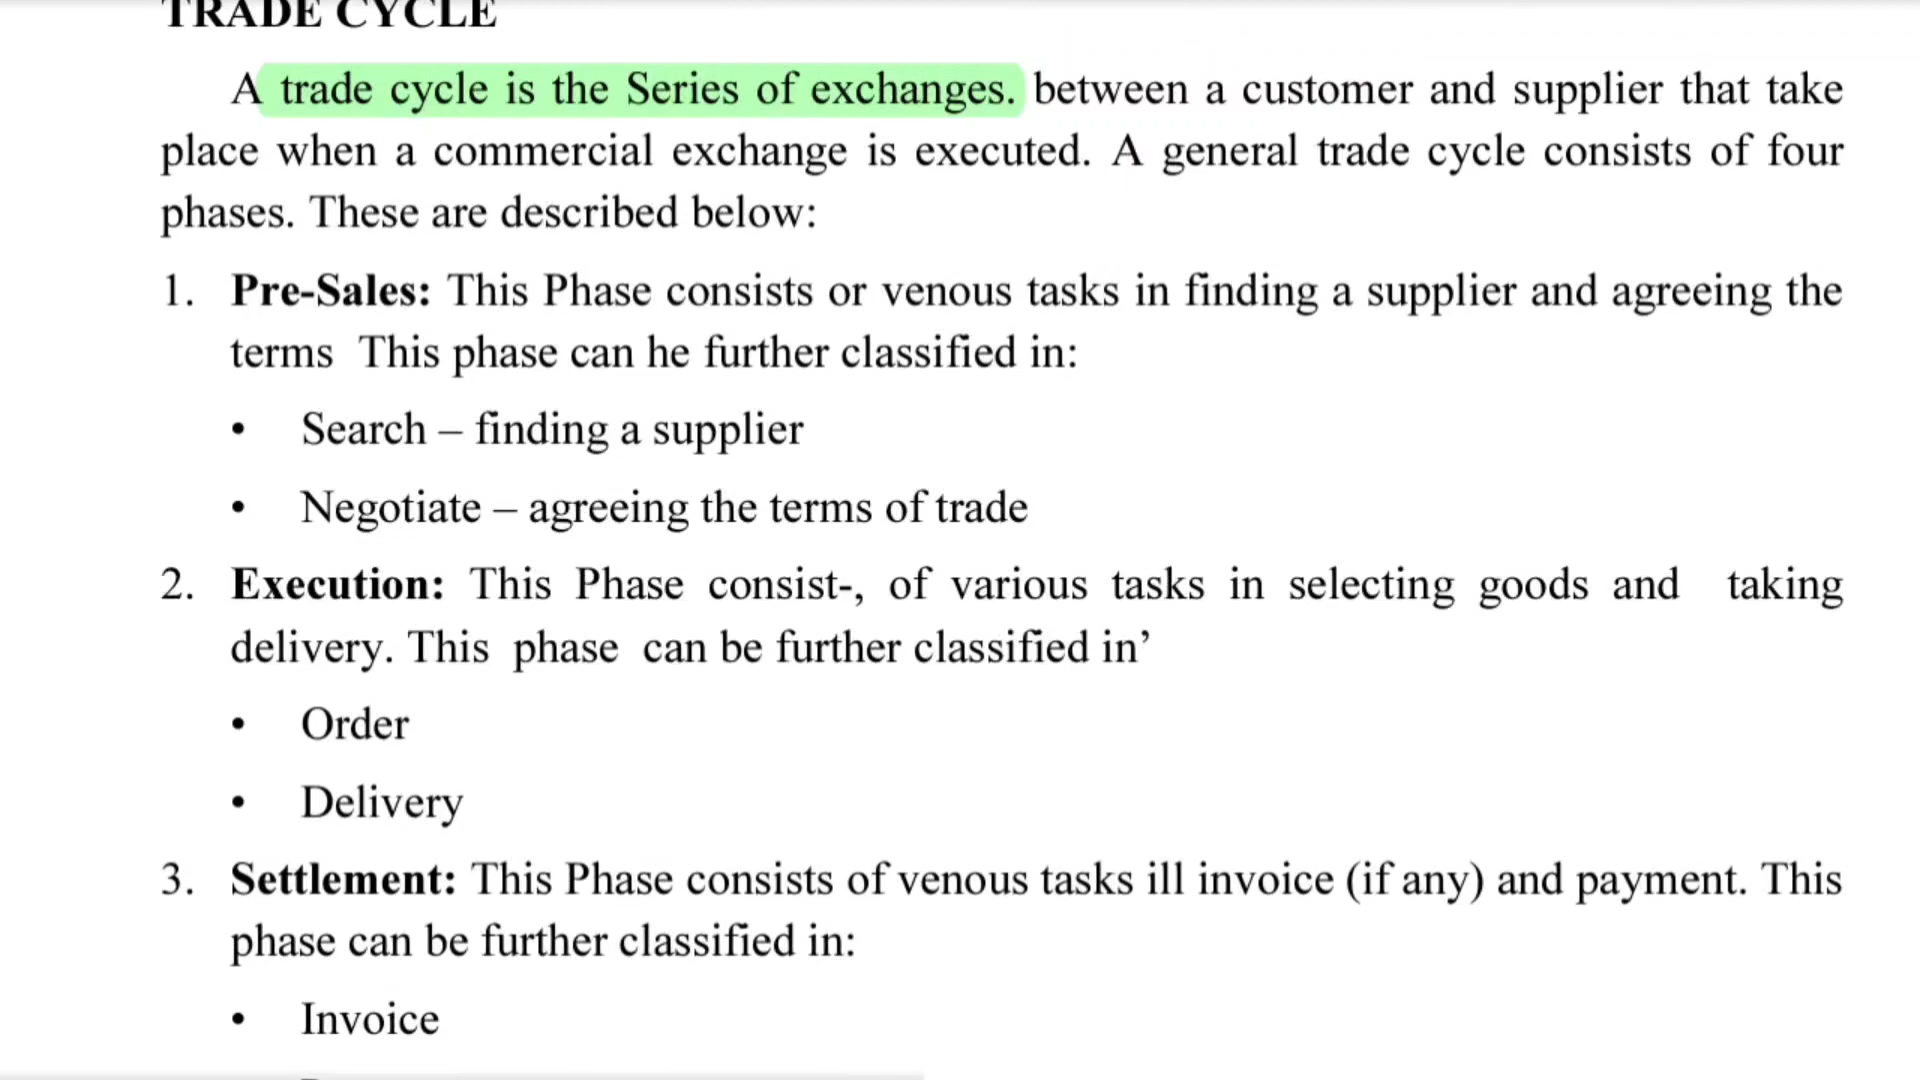 TRADE CYCLE
A trade cycle is the Series of exchanges. between a customer and supplier that take
place when a commercial exchange is executed. A general trade cycle consists of four
phases. These are described below:
1. Pre-Sales: This Phase consists or venous tasks in finding a supplier and agreeing the
terms This phase can he further classified in:
• Search – finding a supplier
• Negotiate – agreeing the terms of trade
2. Execution: This Phase consist-, of various tasks in selecting goods and taking
delivery. This phase can be further classified in’
• Order
• Delivery
3. Settlement: This Phase consists of venous tasks ill invoice (if any) and payment. This
phase can be further classified in:
• Invoice